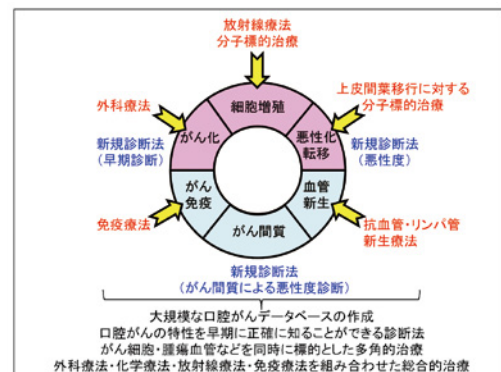 放射線療法
分子標的治療
上皮間葉移行に対する
分子標的治療
外科療法
細胞増殖
がん化
悪性化
転移
新規診断法
(早期診断)
新規診断法
(悪性度)
がん
免疫
血管
新生
免疫療法
がん間質
抗血管・リンパ管
新生療法
新規診断法
(がん間質による悪性度診断)
大規模な口腔がんデータベースの作成
口腔がんの特性を早期に正確に知ることができる診断法
がん細胞・腫瘍血管などを同時に標的とした多角的治療
外科療法・化学療法・放射線療法・免疫療法を組み合わせた総合的治療